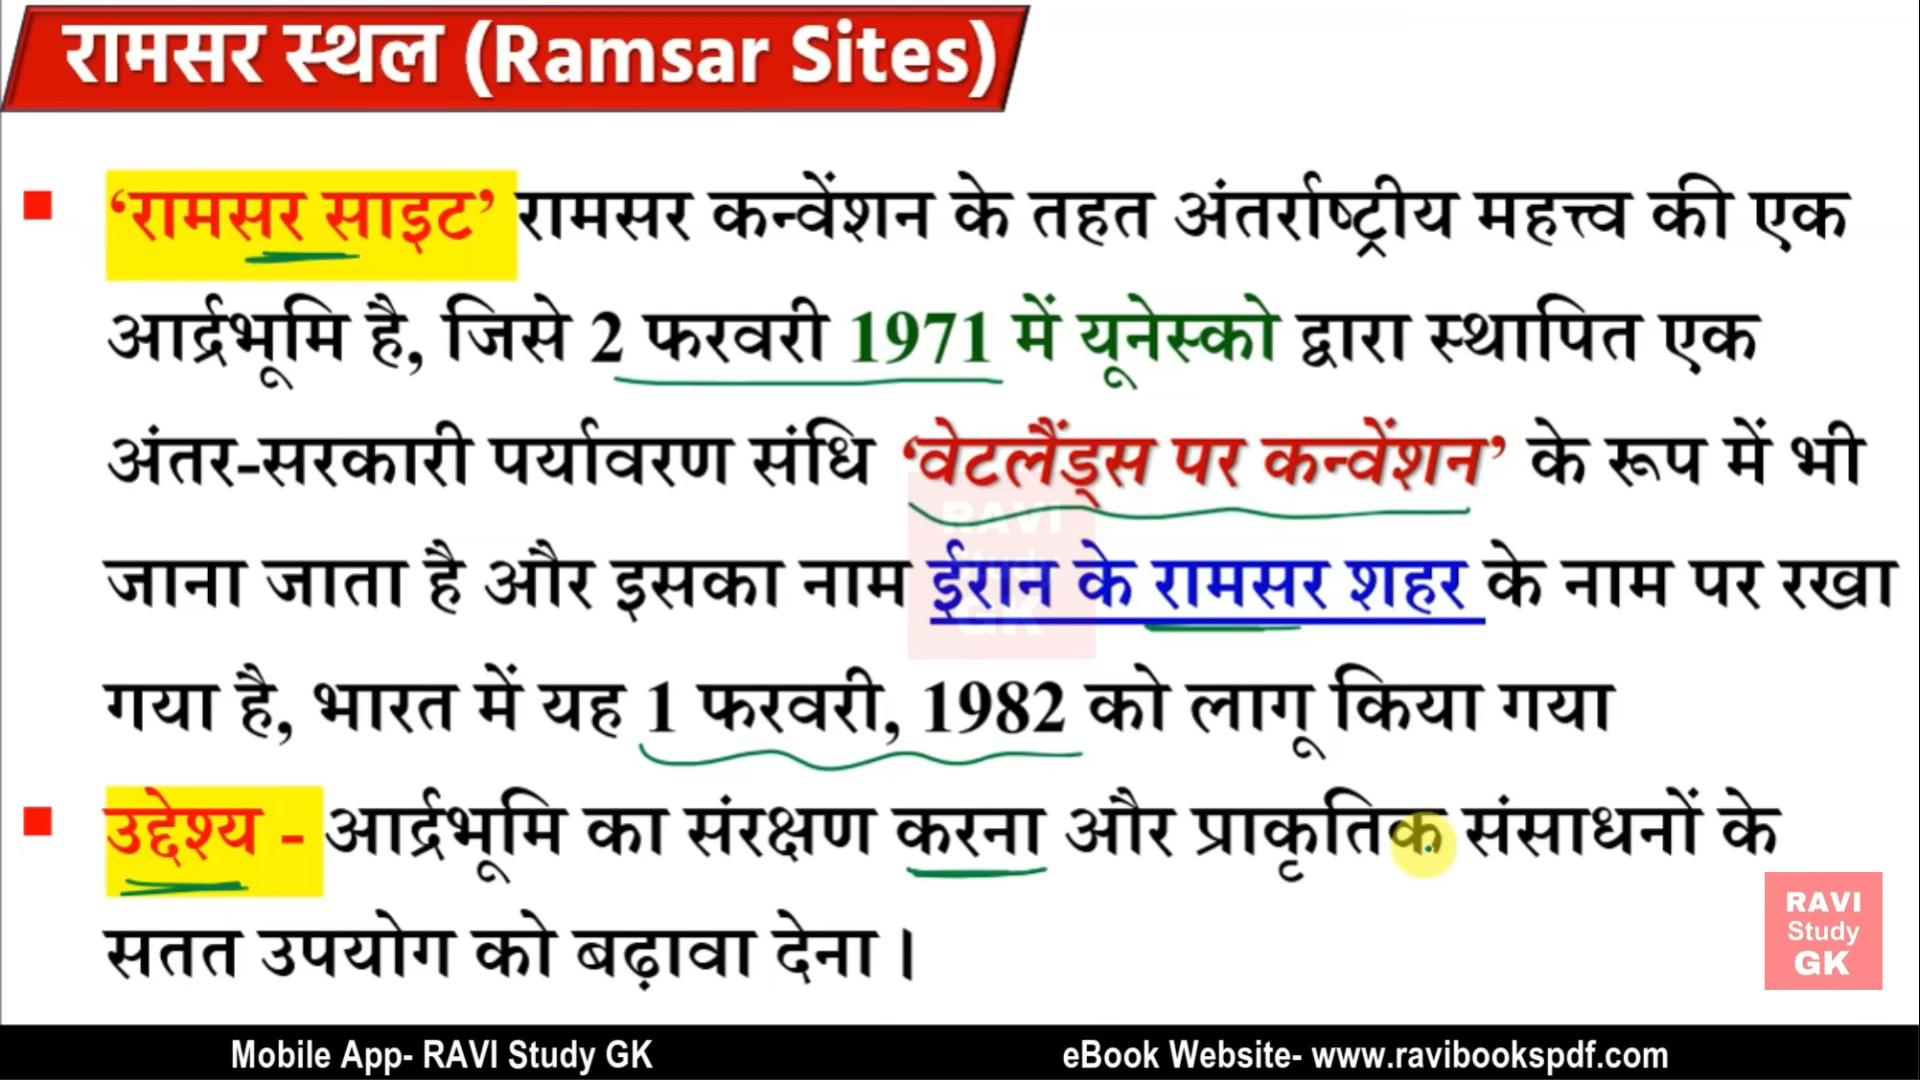 रामसर स्थल (Ramsar Sites)
‘रामसर साइट’ रामसर कन्वेंशन के तहत अंतर्राष्ट्रीय महत्त्व की एक
आर्द्रभूमि है, जिसे 2 फरवरी 1971 में यूनेस्को द्वारा स्थापित एक
अंतर-सरकारी पर्यावरण संधि ‘वेटलैंड्स पर कन्वेंशन’ के रूप में भी
जाना जाता है और इसका नाम ईरान के रामसर शहर के नाम पर रखा
गया है, भारत में यह 1 फरवरी, 1982 को लागू किया गया
उद्देश्य - आर्द्रभूमि का संरक्षण करना और प्राकृतिक संसाधनों के
सतत उपयोग को बढ़ावा देना ।
RAVI
Study
GK
RAVI
Study
GK
Mobile App- RAVI Study GK
eBook Website- www.ravibookspdf.com